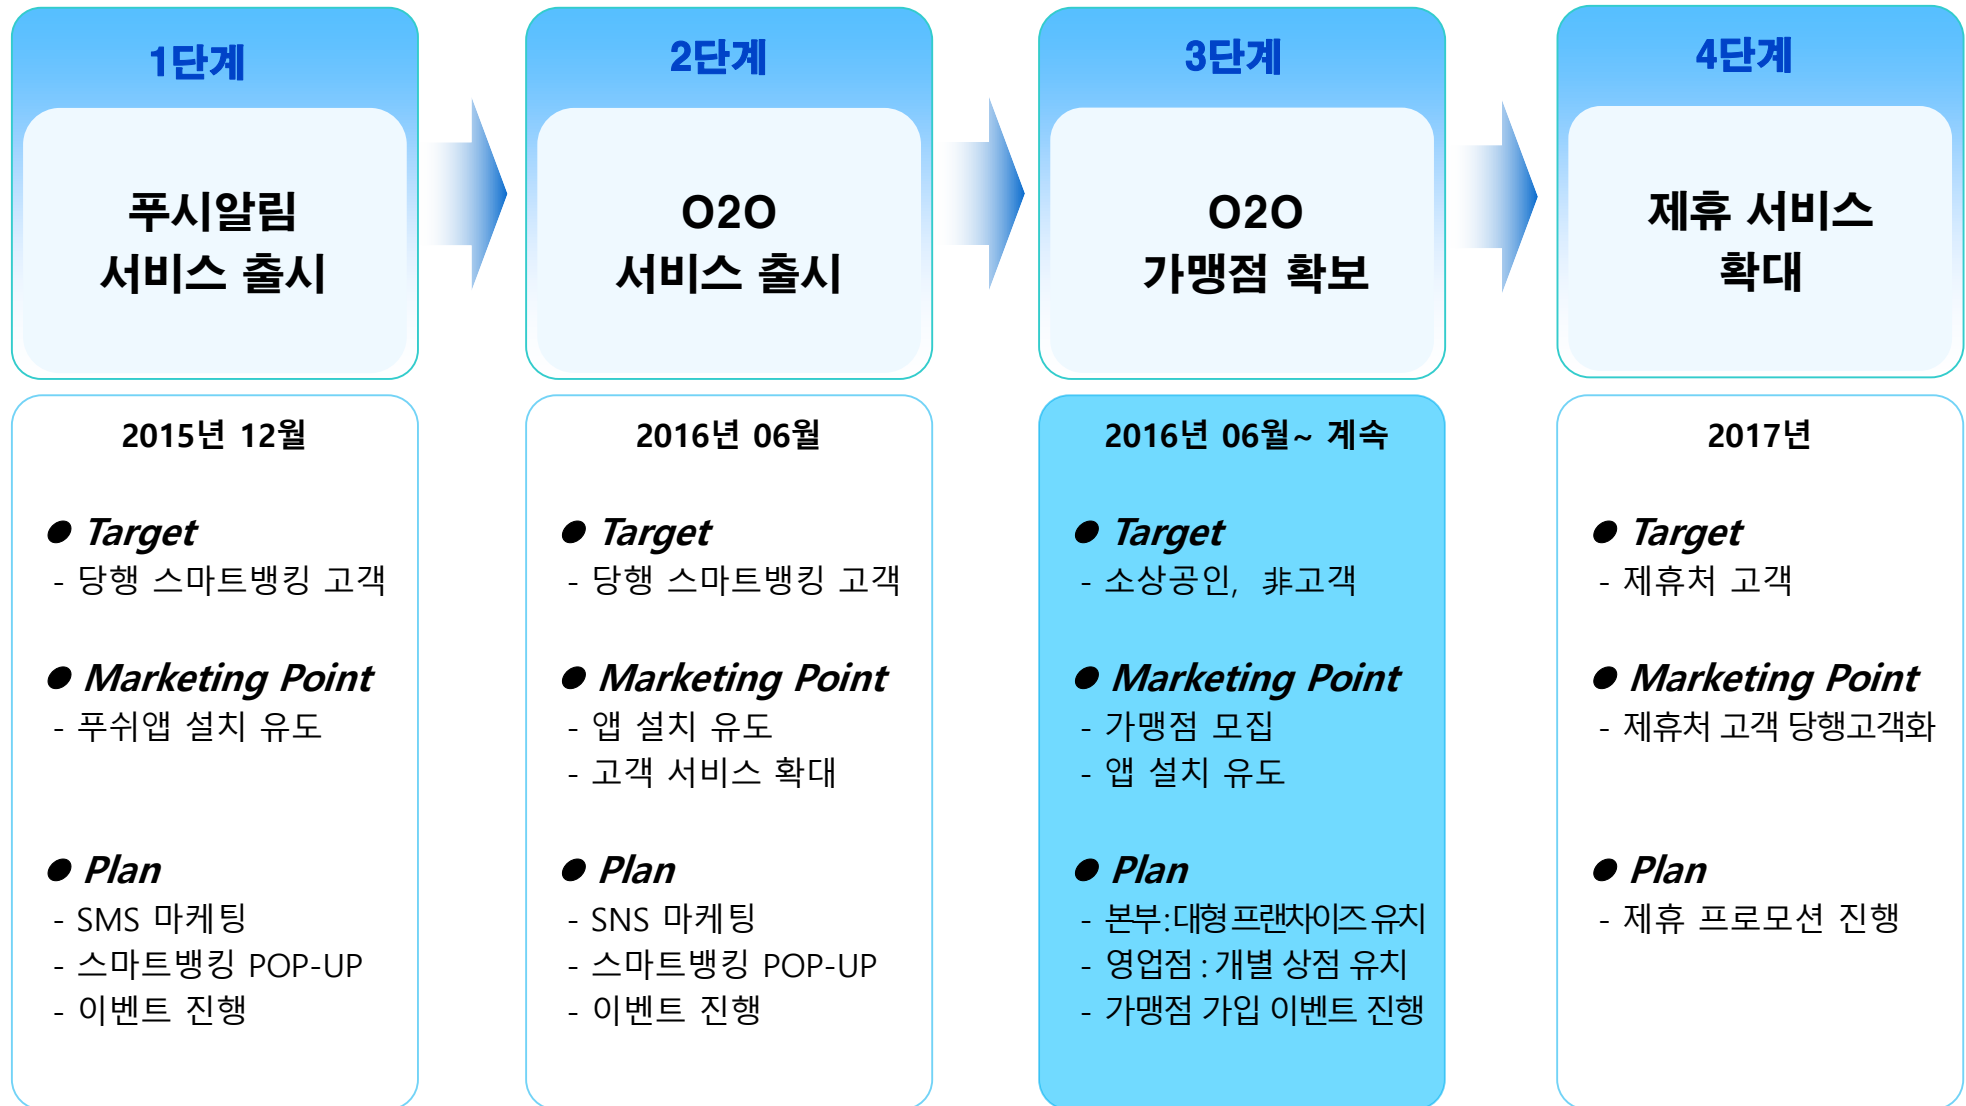 1단계
푸시알림
서비스 출시
2015년 12월
● Target
- 당행 스마트뱅킹 고객
● Marketing Point
- 푸쉬앱 설치 유도
● Plan
- SMS 마케팅
- 스마트뱅킹 POP-UP
- 이벤트 진행
2단계
O2O
서비스 출시
2016년 06월
● Target
- 당행 스마트뱅킹 고객
● Marketing Point
- 앱 설치 유도
- 고객 서비스 확대
● Plan
- SNS 마케팅
- 스마트뱅킹 POP-UP
- 이벤트 진행
3단계
O2O
가맹점 확보
2016년 06월~ 계속
● Target
- 소상공인, 非고객
● Marketing Point
- 가맹점 모집
- 앱 설치 유도
● Plan
- 본부:대형 프랜차이즈 유치
- 영업점 : 개별 상점 유치
- 가맹점 가입 이벤트 진행
4단계
제휴 서비스
확대
2017년
● Target
- 제휴처 고객
● Marketing Point
- 제휴처 고객 당행고객화
● Plan
- 제휴 프로모션 진행